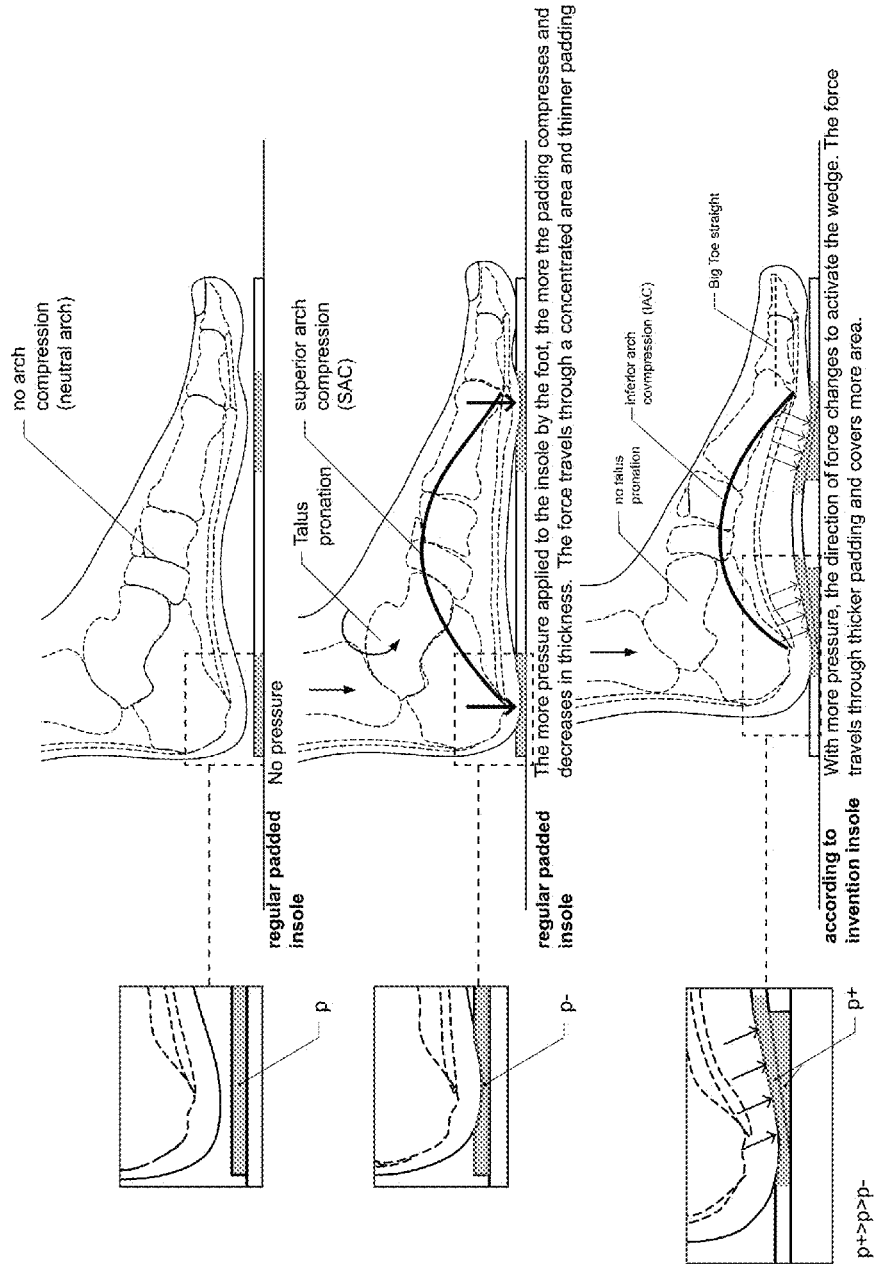 no arch
compression
(neutral arch)
No pressure
regular padded
insole
p
Talus
pronation
superior arch
compression
(SAC)
The more pressure applied to the insole by the foot, the more the padding compresses and
decreases in thickness. The force travels through a concentrated area and thinner padding
regular padded
insole
p-
no talus
pronation
inferior arch
covmpression (IAC)
Big Toe straight
With more pressure, the direction of force changes to activate the wedge. The force
travels through thicker padding and covers more area.
according to
invention insole
p+
p+>p>p-